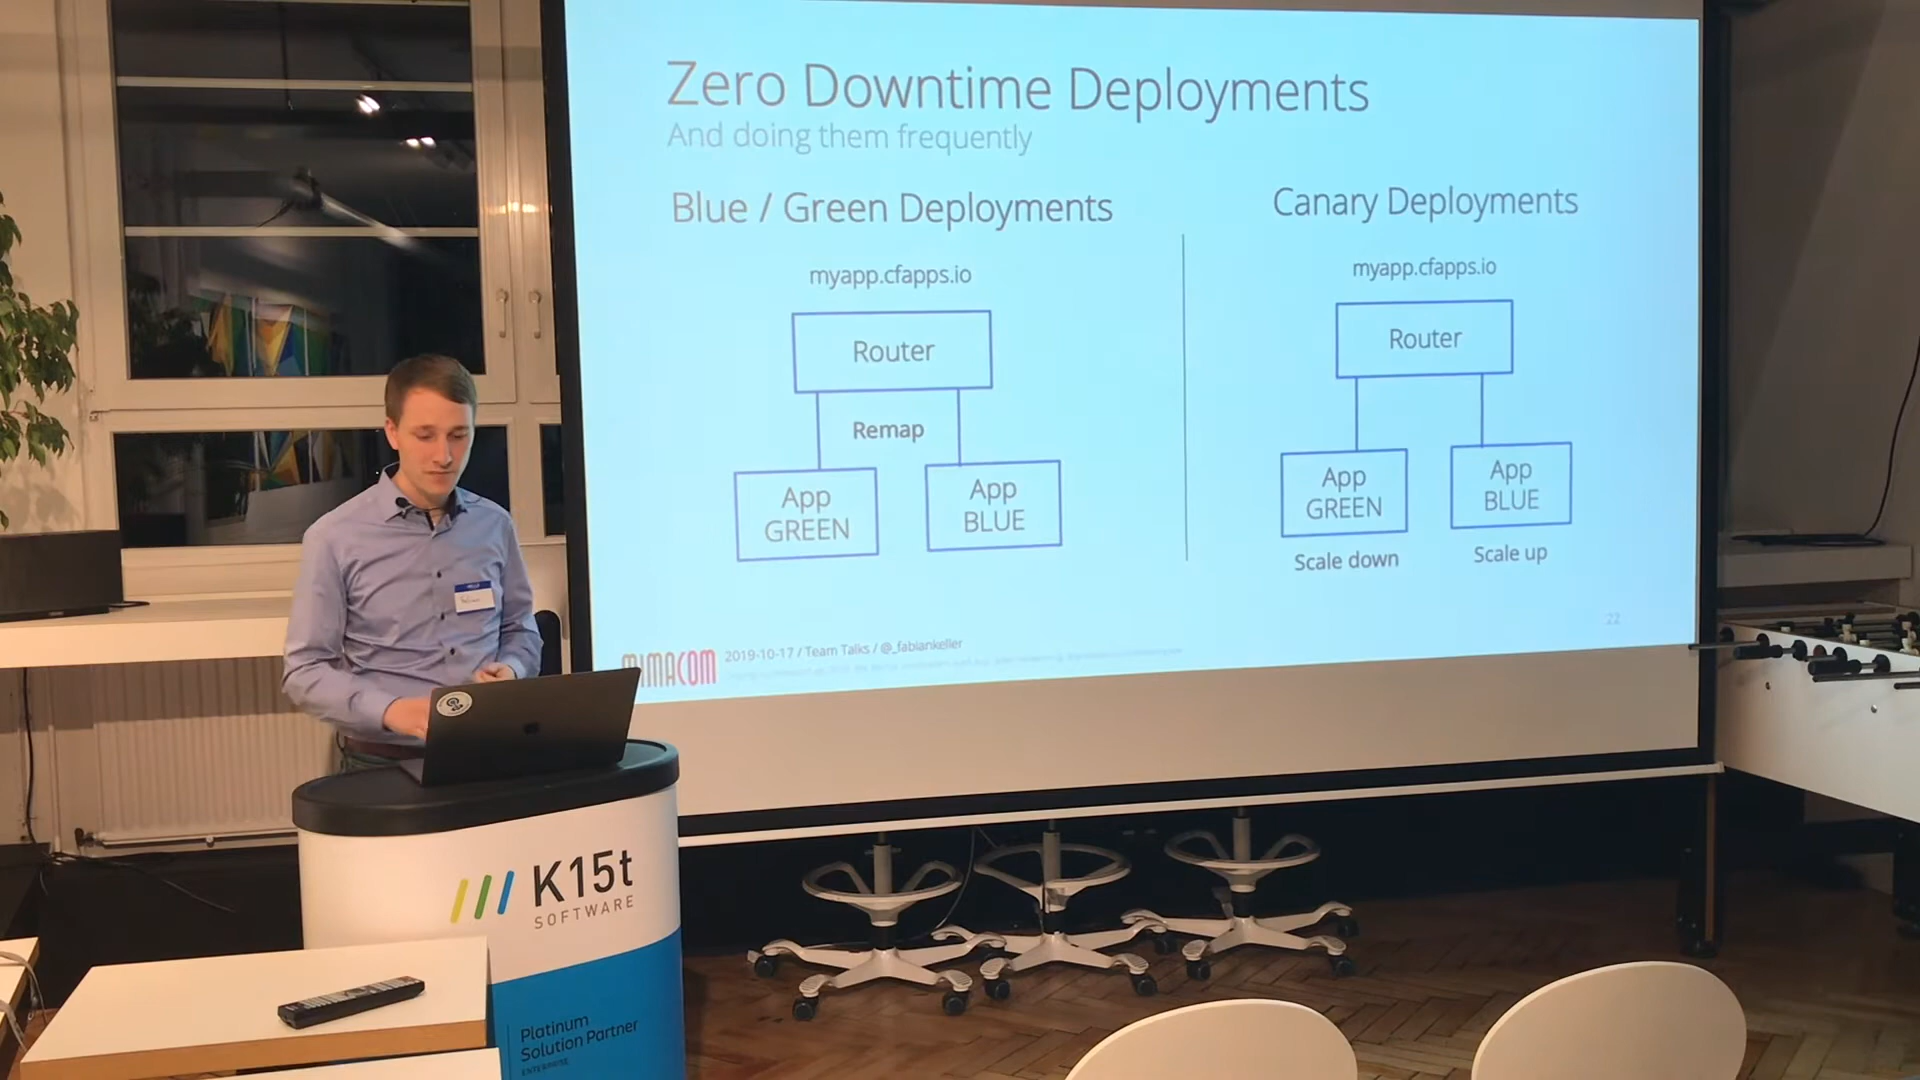 Zero Downtime Deployments
And doing them frequently
Blue / Green Deployments
myapp.cfapps.io
Router
Remap
App
GREEN
App
BLUE
Canary Deployments
myapp.cfapps.io
Router
App
GREEN
App
BLUE
Scale down
Scale up
22
MIMACOM
2019-10-17 / Team Talks / @_fabiankeller
HELLO
K15t
SOFTWARE
Platinum
Solution Partner
ENTERPRISE